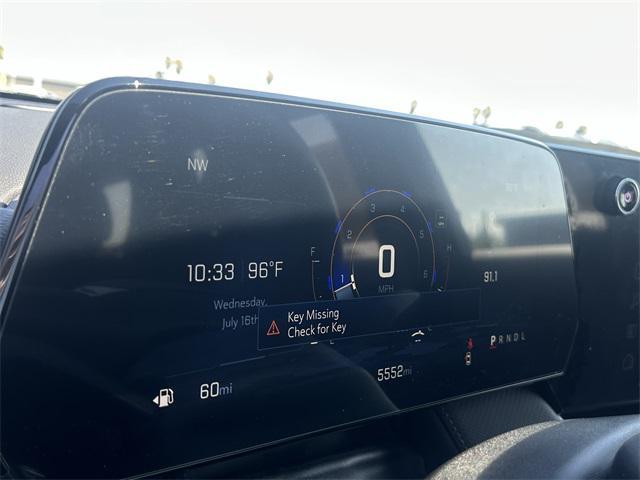 NW
3 4
2 5
F H
10:33 96°F
0
1 6
MPH
91.1
Wednesday,
July 16th
Key Missing
Check for Key
PRNDL
60mi
5552mi